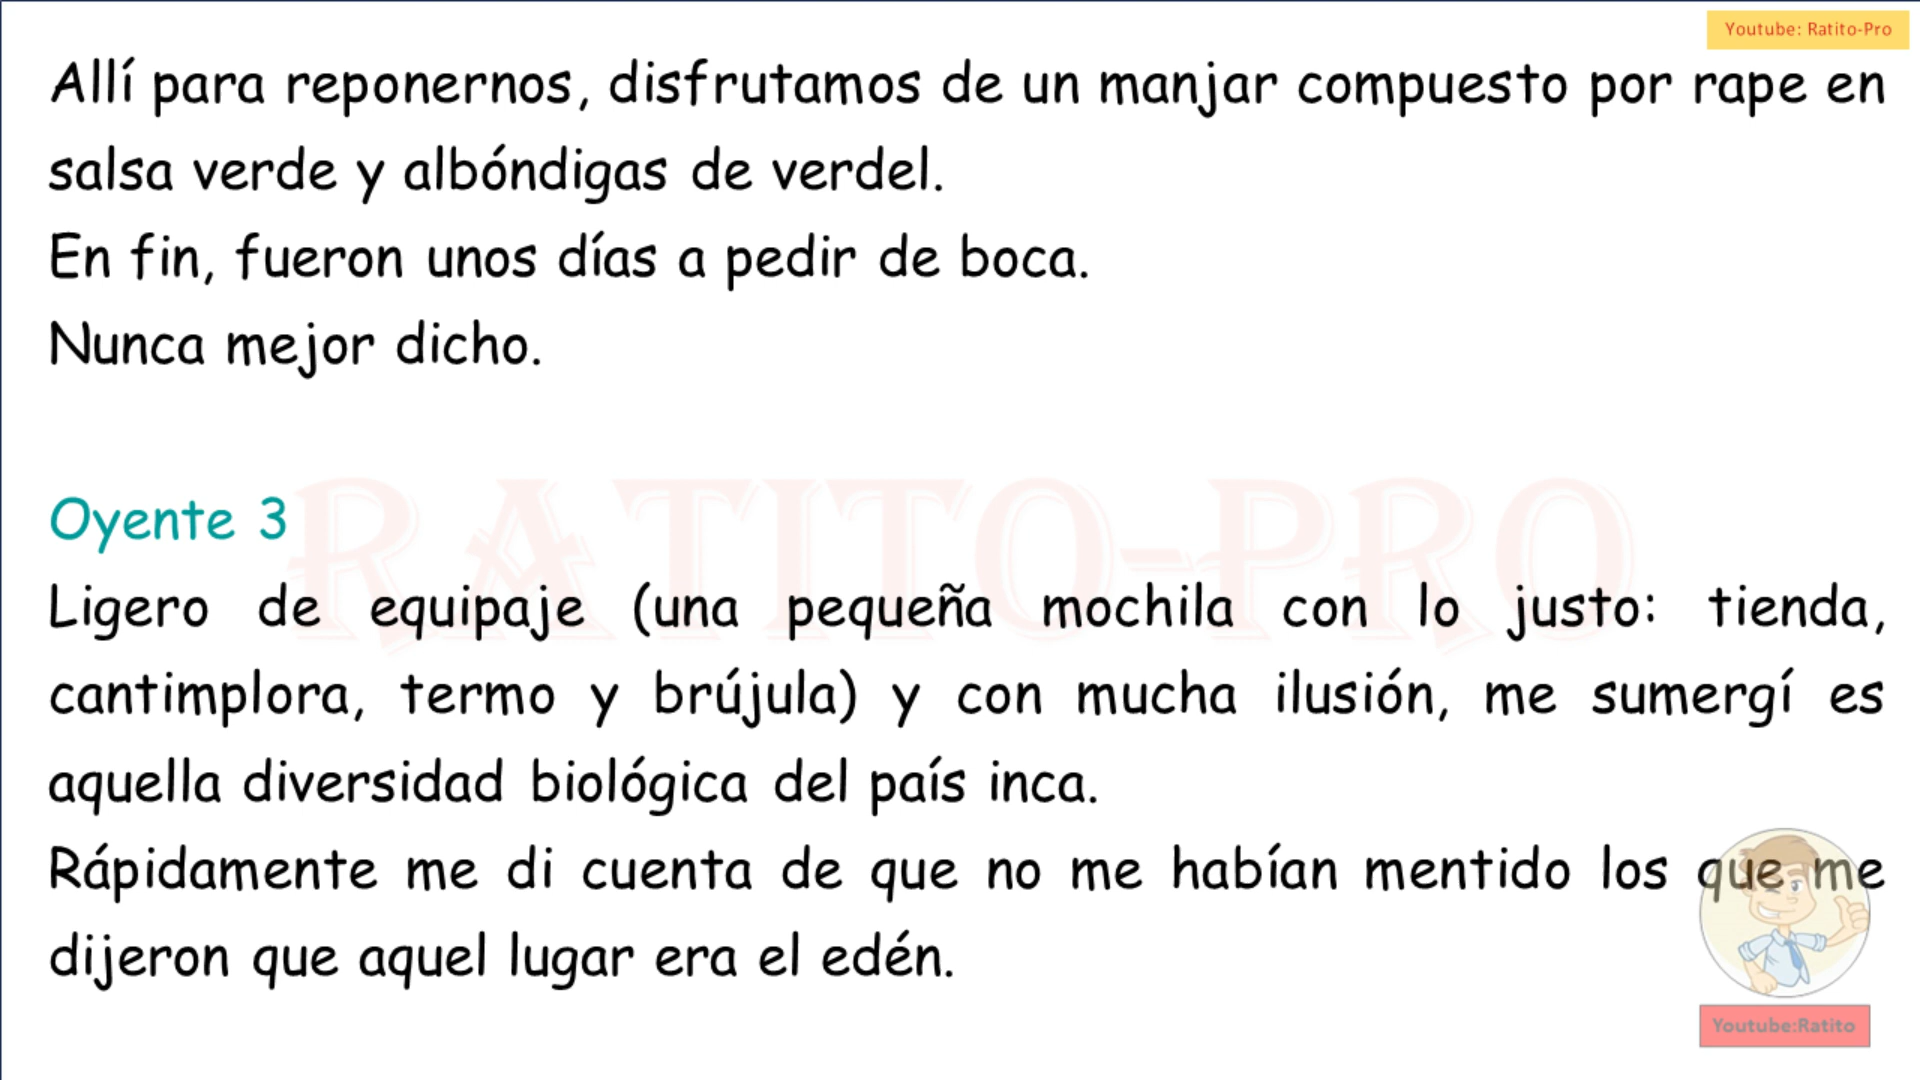 Youtube: Ratito-Pro
Allí para reponernos, disfrutamos de un manjar compuesto por rape en
salsa verde y albóndigas de verdel.
En fin, fueron unos días a pedir de boca.
Nunca mejor dicho.
RATITO-PRO
Oyente 3
Ligero de equipaje (una pequeña mochila con lo justo: tienda,
cantimplora, termo y brújula) y con mucha ilusión, me sumergí es
aquella diversidad biológica del país inca.
Rápidamente me di cuenta de que no me habían mentido los que me
dijeron que aquel lugar era el edén.
Youtube:Ratito